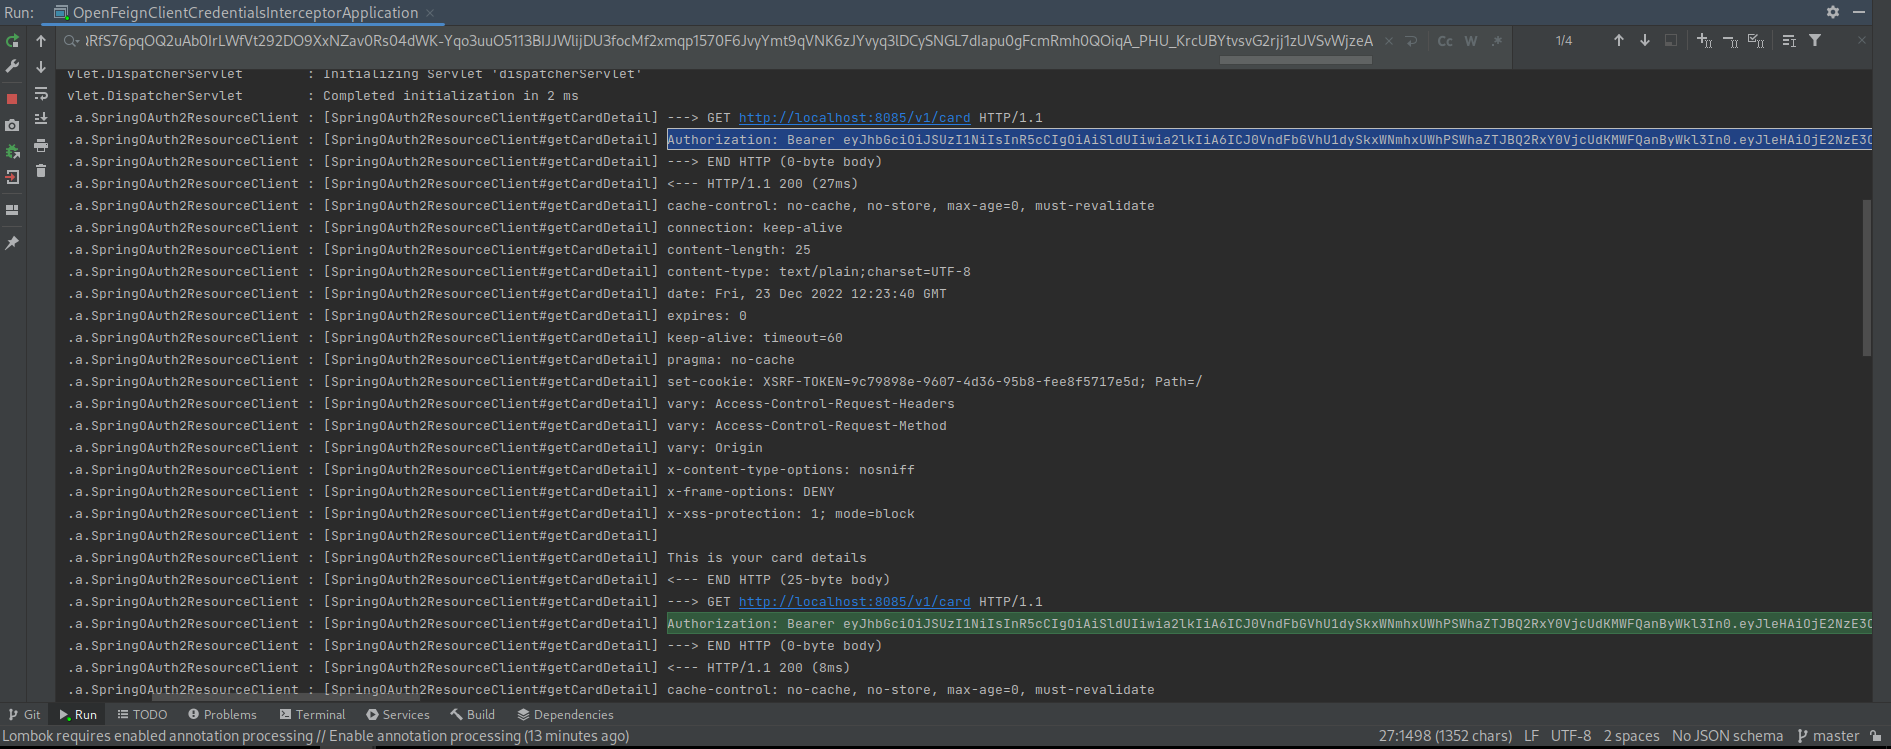 Run: OpenFeignClientCredentialsInterceptorApplication
Cc W .* 1/4
vlet.DispatcherServlet : Initializing Servlet 'dispatcherServlet'
vlet.DispatcherServlet : Completed initialization in 2 ms
.a.SpringOAuth2ResourceClient : [SpringOAuth2ResourceClient#getCardDetail] ---> GET http://localhost:8085/v1/card HTTP/1.1
.a.SpringOAuth2ResourceClient : [SpringOAuth2ResourceClient#getCardDetail] Authorization: Bearer
.a.SpringOAuth2ResourceClient : [SpringOAuth2ResourceClient#getCardDetail] ---> END HTTP (0-byte body)
.a.SpringOAuth2ResourceClient : [SpringOAuth2ResourceClient#getCardDetail] <--- HTTP/1.1 200 (27ms)
.a.SpringOAuth2ResourceClient : [SpringOAuth2ResourceClient#getCardDetail] cache-control: no-cache, no-store, max-age=0, must-revalidate
.a.SpringOAuth2ResourceClient : [SpringOAuth2ResourceClient#getCardDetail] connection: keep-alive
.a.SpringOAuth2ResourceClient : [SpringOAuth2ResourceClient#getCardDetail] content-length: 25
.a.SpringOAuth2ResourceClient : [SpringOAuth2ResourceClient#getCardDetail] content-type: text/plain;charset=UTF-8
.a.SpringOAuth2ResourceClient : [SpringOAuth2ResourceClient#getCardDetail] date: Fri, 23 Dec 2022 12:23:40 GMT
.a.SpringOAuth2ResourceClient : [SpringOAuth2ResourceClient#getCardDetail] expires: 0
.a.SpringOAuth2ResourceClient : [SpringOAuth2ResourceClient#getCardDetail] keep-alive: timeout=60
.a.SpringOAuth2ResourceClient : [SpringOAuth2ResourceClient#getCardDetail] pragma: no-cache
.a.SpringOAuth2ResourceClient : [SpringOAuth2ResourceClient#getCardDetail] set-cookie: XSRF-TOKEN=9c79898e-9607-4d36-95b8-fee8f5717e5d; Path=/
.a.SpringOAuth2ResourceClient : [SpringOAuth2ResourceClient#getCardDetail] vary: Access-Control-Request-Headers
.a.SpringOAuth2ResourceClient : [SpringOAuth2ResourceClient#getCardDetail] vary: Access-Control-Request-Method
.a.SpringOAuth2ResourceClient : [SpringOAuth2ResourceClient#getCardDetail] vary: Origin
.a.SpringOAuth2ResourceClient : [SpringOAuth2ResourceClient#getCardDetail] x-content-type-options: nosniff
.a.SpringOAuth2ResourceClient : [SpringOAuth2ResourceClient#getCardDetail] x-frame-options: DENY
.a.SpringOAuth2ResourceClient : [SpringOAuth2ResourceClient#getCardDetail] x-xss-protection: 1; mode=block
.a.SpringOAuth2ResourceClient : [SpringOAuth2ResourceClient#getCardDetail]
.a.SpringOAuth2ResourceClient : [SpringOAuth2ResourceClient#getCardDetail] This is your card details
.a.SpringOAuth2ResourceClient : [SpringOAuth2ResourceClient#getCardDetail] <--- END HTTP (25-byte body)
.a.SpringOAuth2ResourceClient : [SpringOAuth2ResourceClient#getCardDetail] ---> GET http://localhost:8085/v1/card HTTP/1.1
.a.SpringOAuth2ResourceClient : [SpringOAuth2ResourceClient#getCardDetail] Authorization: Bearer
.a.SpringOAuth2ResourceClient : [SpringOAuth2ResourceClient#getCardDetail] ---> END HTTP (0-byte body)
.a.SpringOAuth2ResourceClient : [SpringOAuth2ResourceClient#getCardDetail] <--- HTTP/1.1 200 (8ms)
.a.SpringOAuth2ResourceClient : [SpringOAuth2ResourceClient#getCardDetail] cache-control: no-cache, no-store, max-age=0, must-revalidate
Git Run TODO Problems Terminal Services Build Dependencies
Lombok requires enabled annotation processing // Enable annotation processing (13 minutes ago) 27:1498 (1352 chars) LF UTF-8 2 spaces No JSON schema master